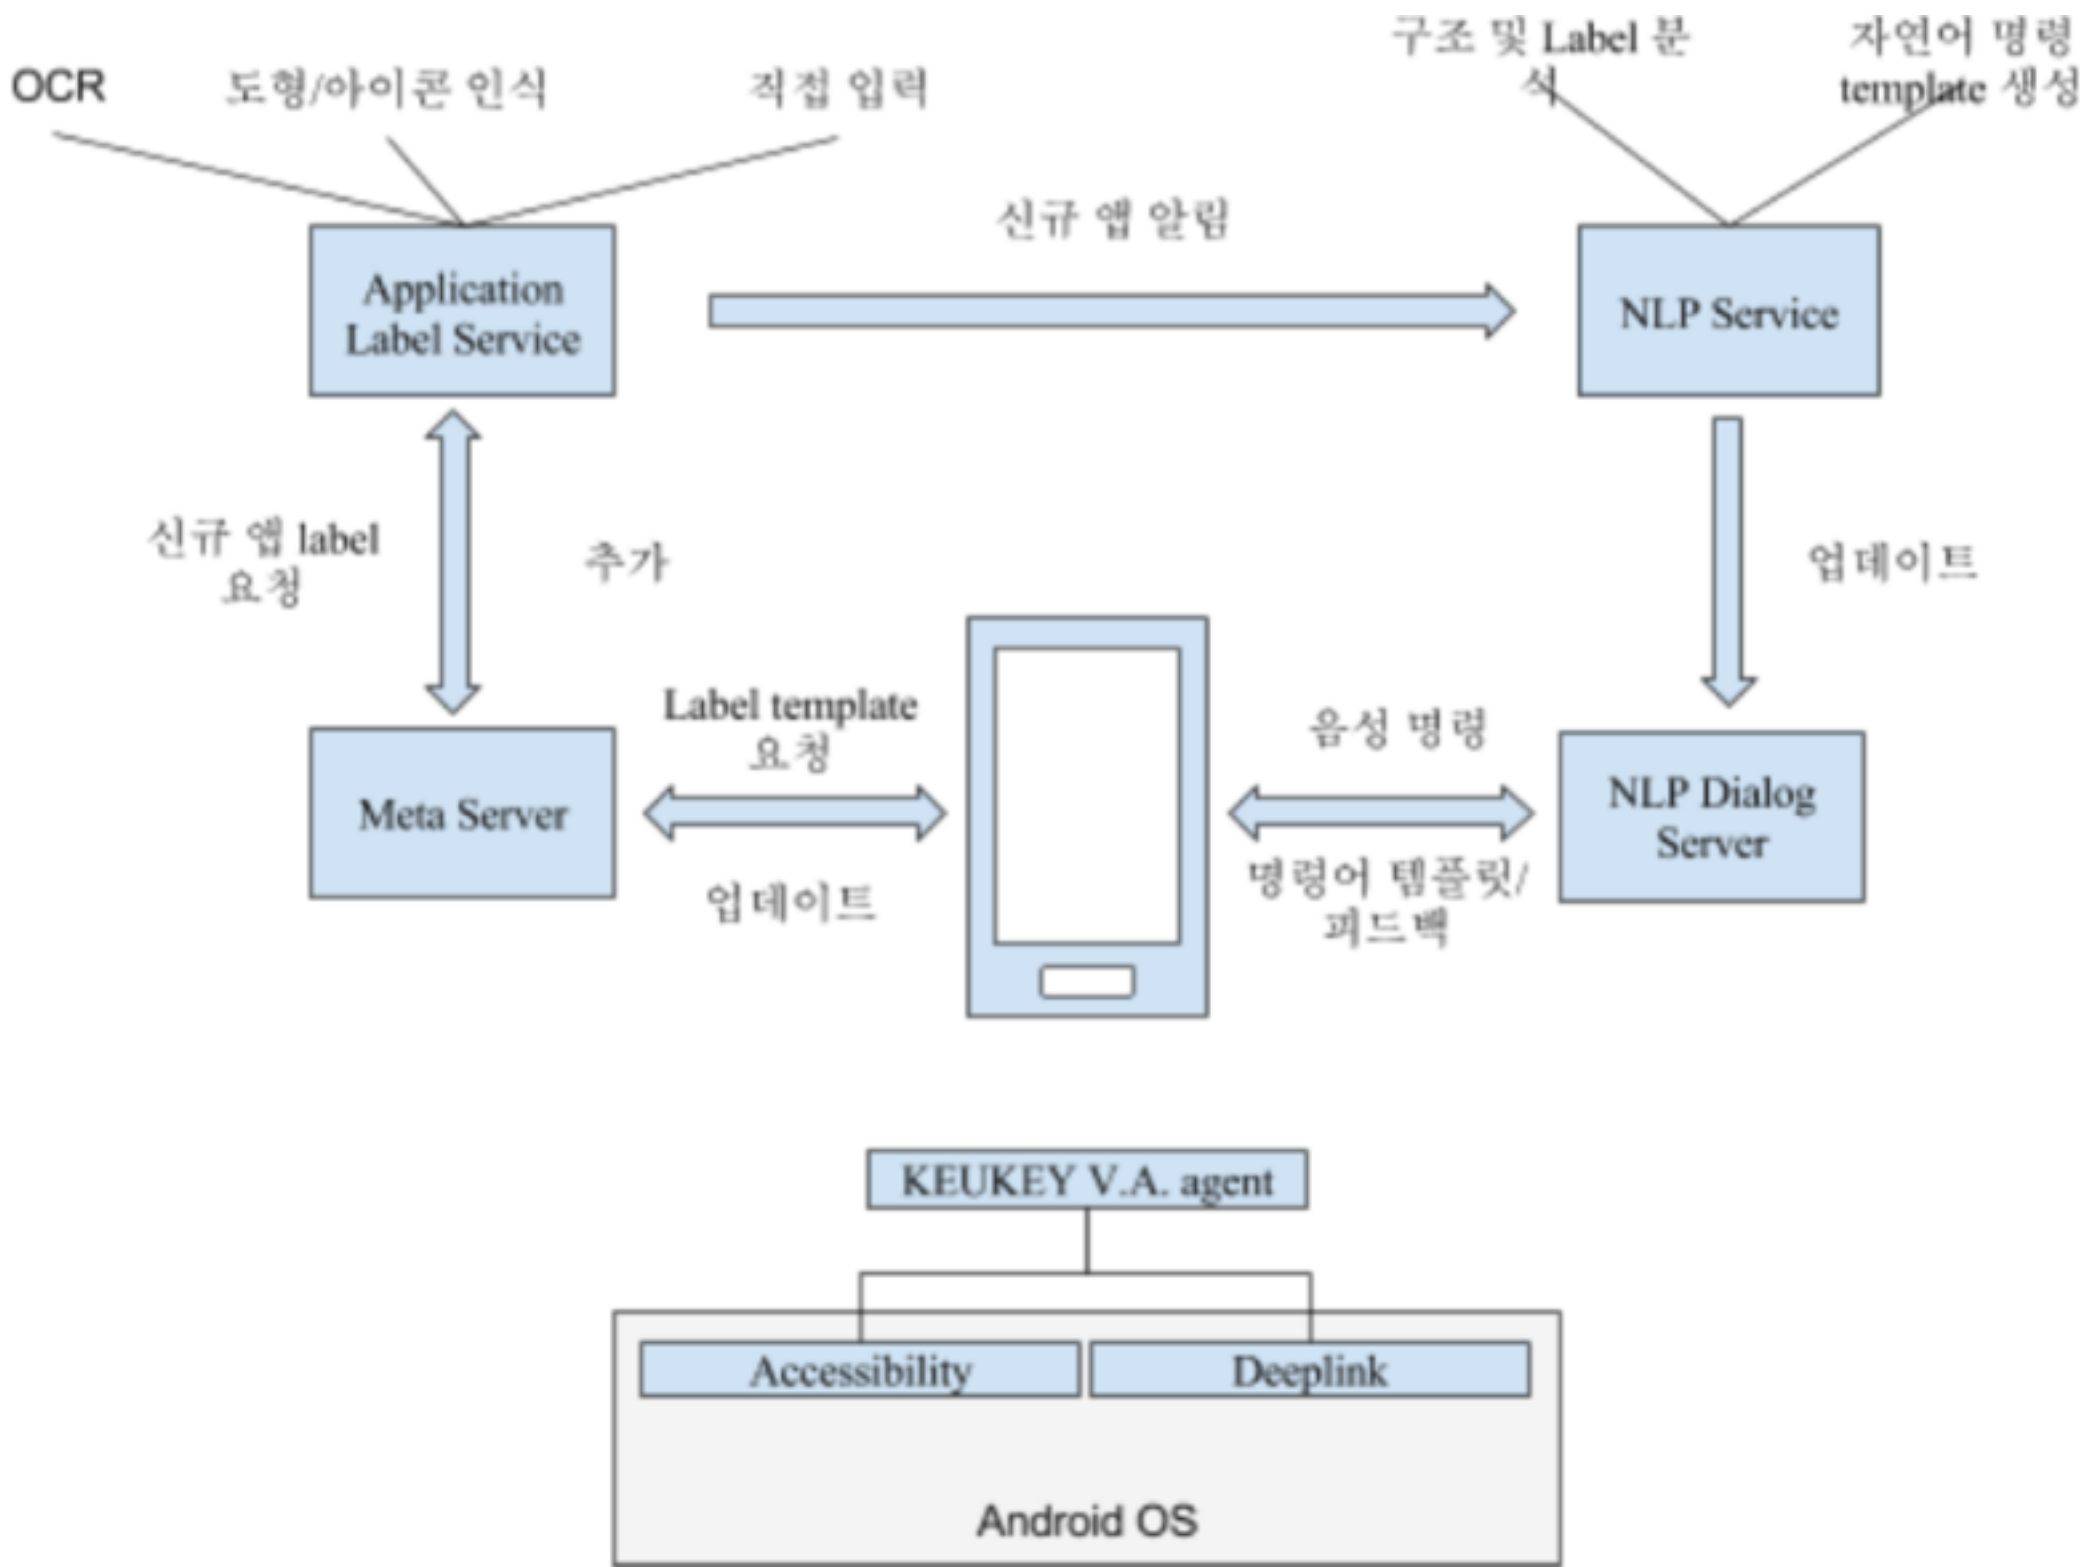 OCR
도형/아이콘 인식
직접 입력
구조 및 Label 분
석
자연어 명령
template 생성
신규 앱 알림
Application
Label Service
NLP Service
신규 앱 label
요청
추가
업데이트
Label template
요청
음성 명령
Meta Server
NLP Dialog
Server
업데이트
명령어 템플릿/
피드백
KEUKEY V.A. agent
Accessibility
Deeplink
Android OS